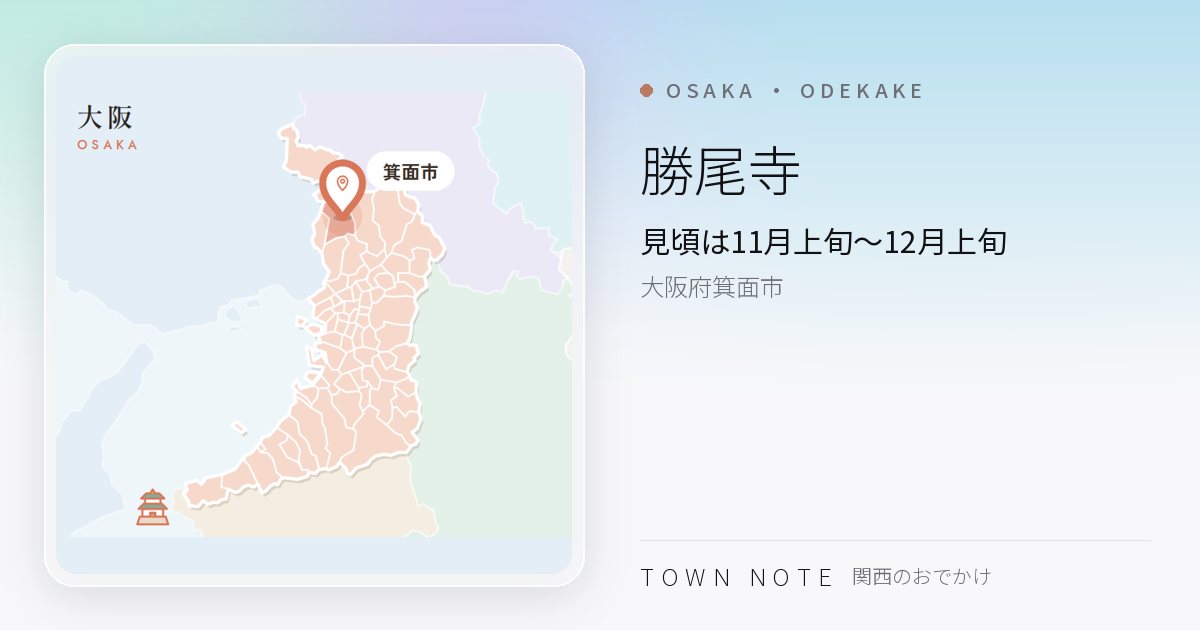 大阪
OSAKA
箕面市
OSAKA • ODEKAKE
勝尾寺
見頃は11月上旬〜12月上旬
大阪府箕面市
TOWN NOTE 関西のおでかけ